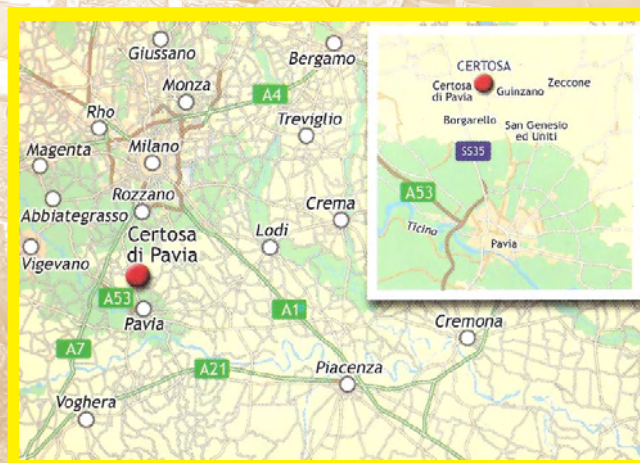 Giussano
Bergamo
Monza
A4
Rho
Treviglio
Magenta
Milano
Rozzano
Abbiategrasso
Crema
Certosa
di Pavia
Lodi
Vigevano
A53
Pavia
A1
Cremona
A7
A21
Piacenza
Voghera
CERTOSA
Certosa
di Pavia
Guinzano
Zeccone
Borgarello
San Genesio
ed Uniti
SS35
A53
Ticino
Pavia